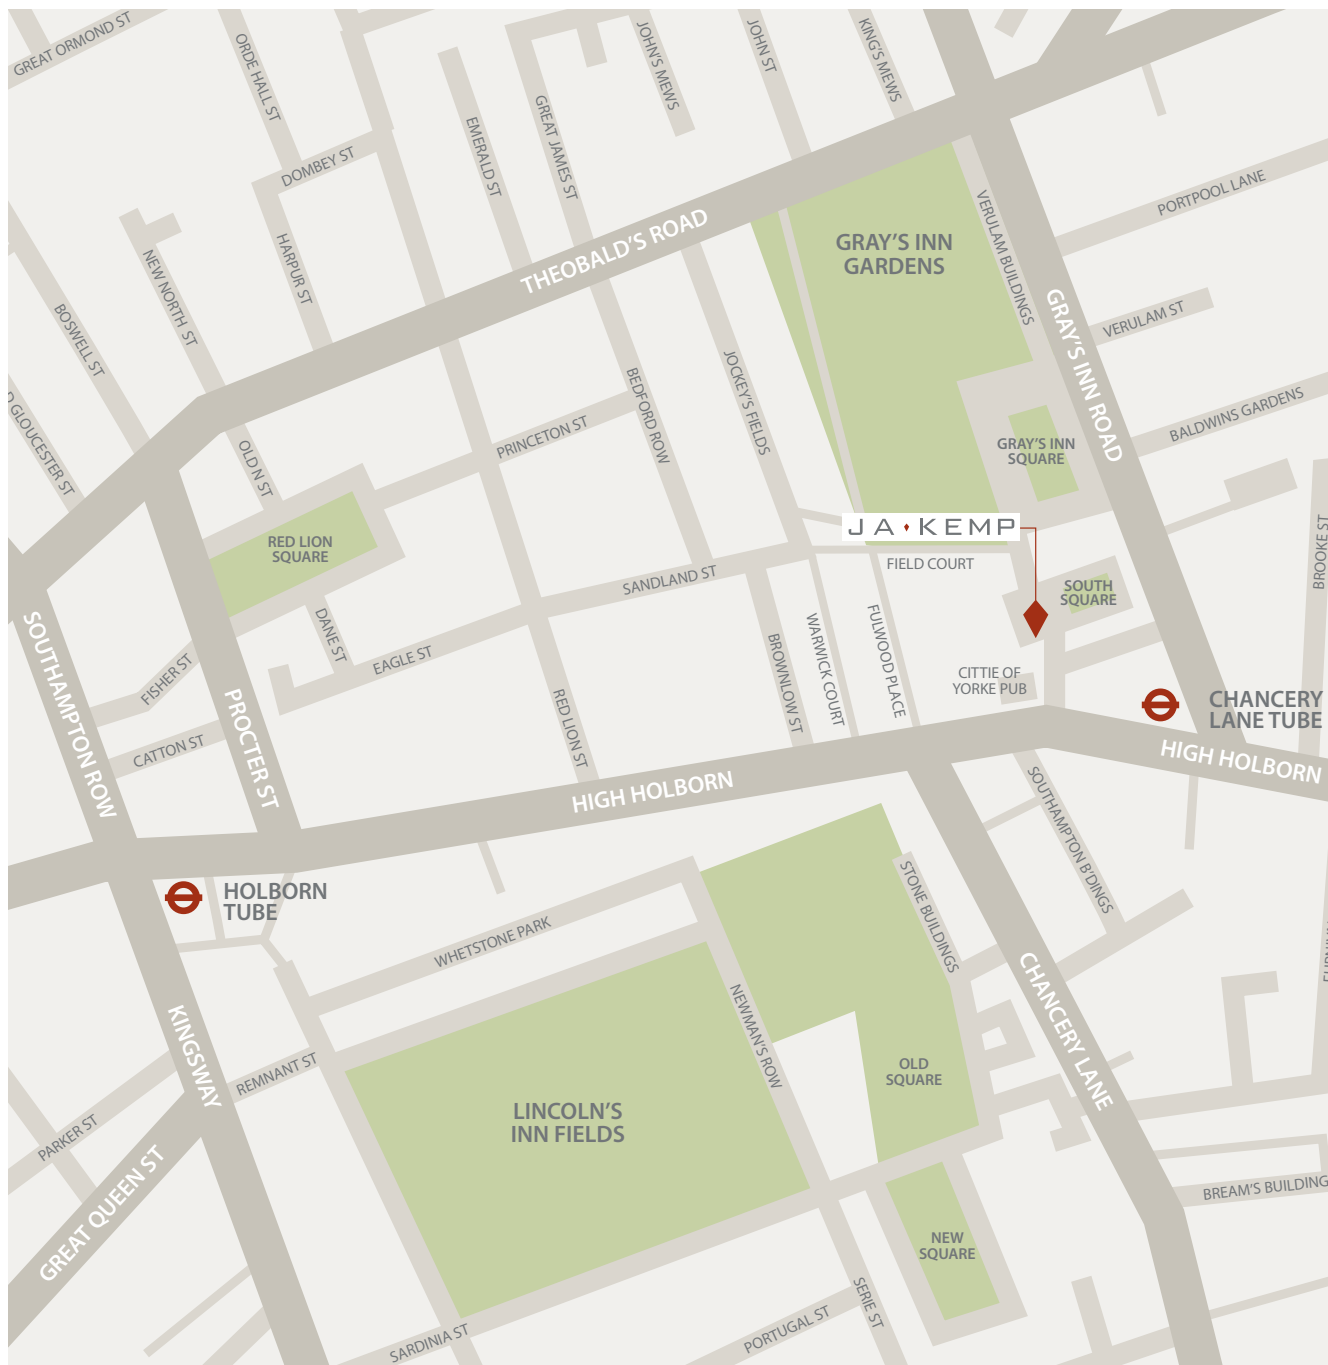 GREAT ORMOND ST
ORDE HALL ST
JOHN'S MEWS
JOHN ST
KING'S MEWS
EMERALD ST
GREAT JAMES ST
DOMBEY ST
PORTPOOL LANE
THEOBALD'S ROAD
VERULAM BUILDINGS
GRAY'S INN
GARDENS
HARPUR ST
NEW NORTH ST
BOSWELL ST
GRAY'S INN ROAD
VERULAM ST
JOCKEY'S FIELDS
BEDFORD ROW
D GLOUCESTER ST
PRINCETON ST
BALDWINS GARDENS
OLD N ST
GRAY'S INN
SQUARE
RED LION
SQUARE
JA KEMP
BROOKE ST
FIELD COURT
SANDLAND ST
SOUTH
SQUARE
SOUTHAMPTON ROW
DANE ST
EAGLE ST
BROWNLOW ST
WARWICK COURT
FULWOOD PLACE
CITTIE OF
YORKE PUB
FISHER ST
PROCTER ST
RED LION ST
CHANCERY
LANE TUBE
CATTON ST
HIGH HOLBORN
HIGH HOLBORN
SOUTHAMPTON B'DINGS
HOLBORN
TUBE
STONE BUILDINGS
WHETSTONE PARK
NEWMAN'S ROW
CHANCERY LANE
KINGSWAY
REMNANT ST
OLD
SQUARE
LINCOLN'S
INN FIELDS
PARKER ST
GREAT QUEEN ST
BREAM'S BUILDING
NEW
SQUARE
SERIE ST
PORTUGAL ST
SARDINIA ST